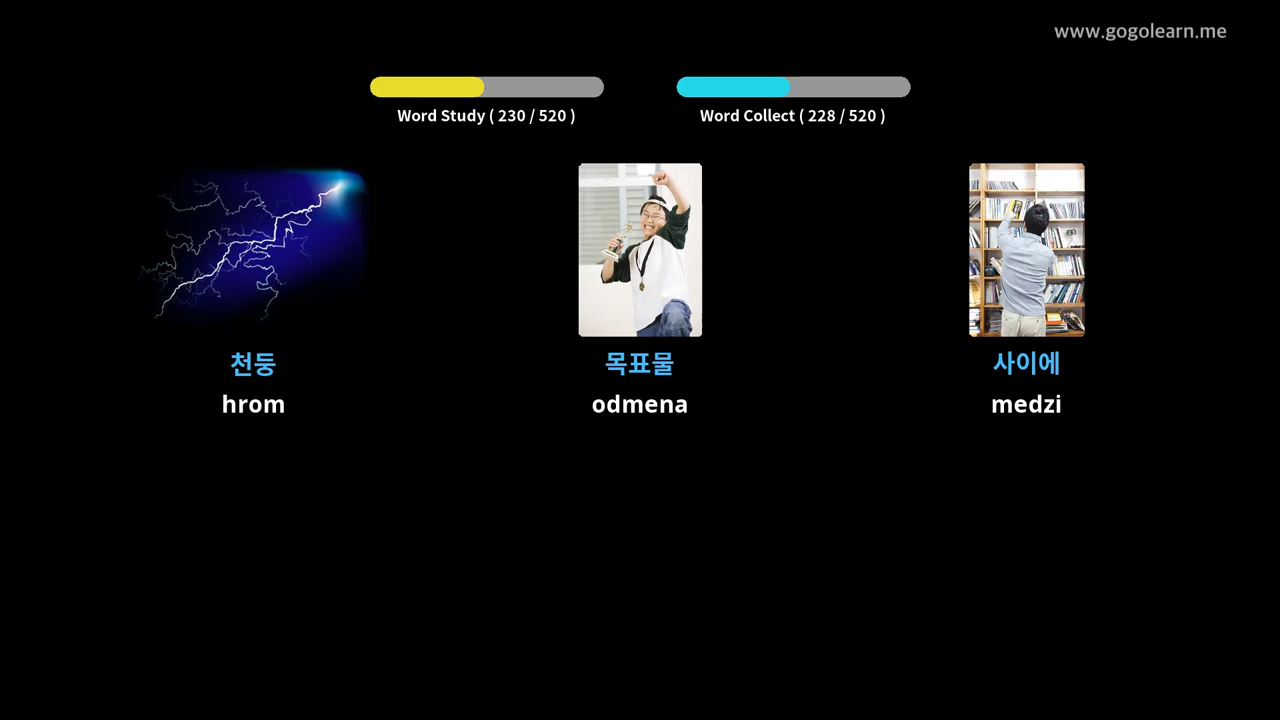 www.gogolearn.me
Word Study ( 230 / 520 )
Word Collect ( 228 / 520 )
천둥
목표물
사이에
hrom
odmena
medzi